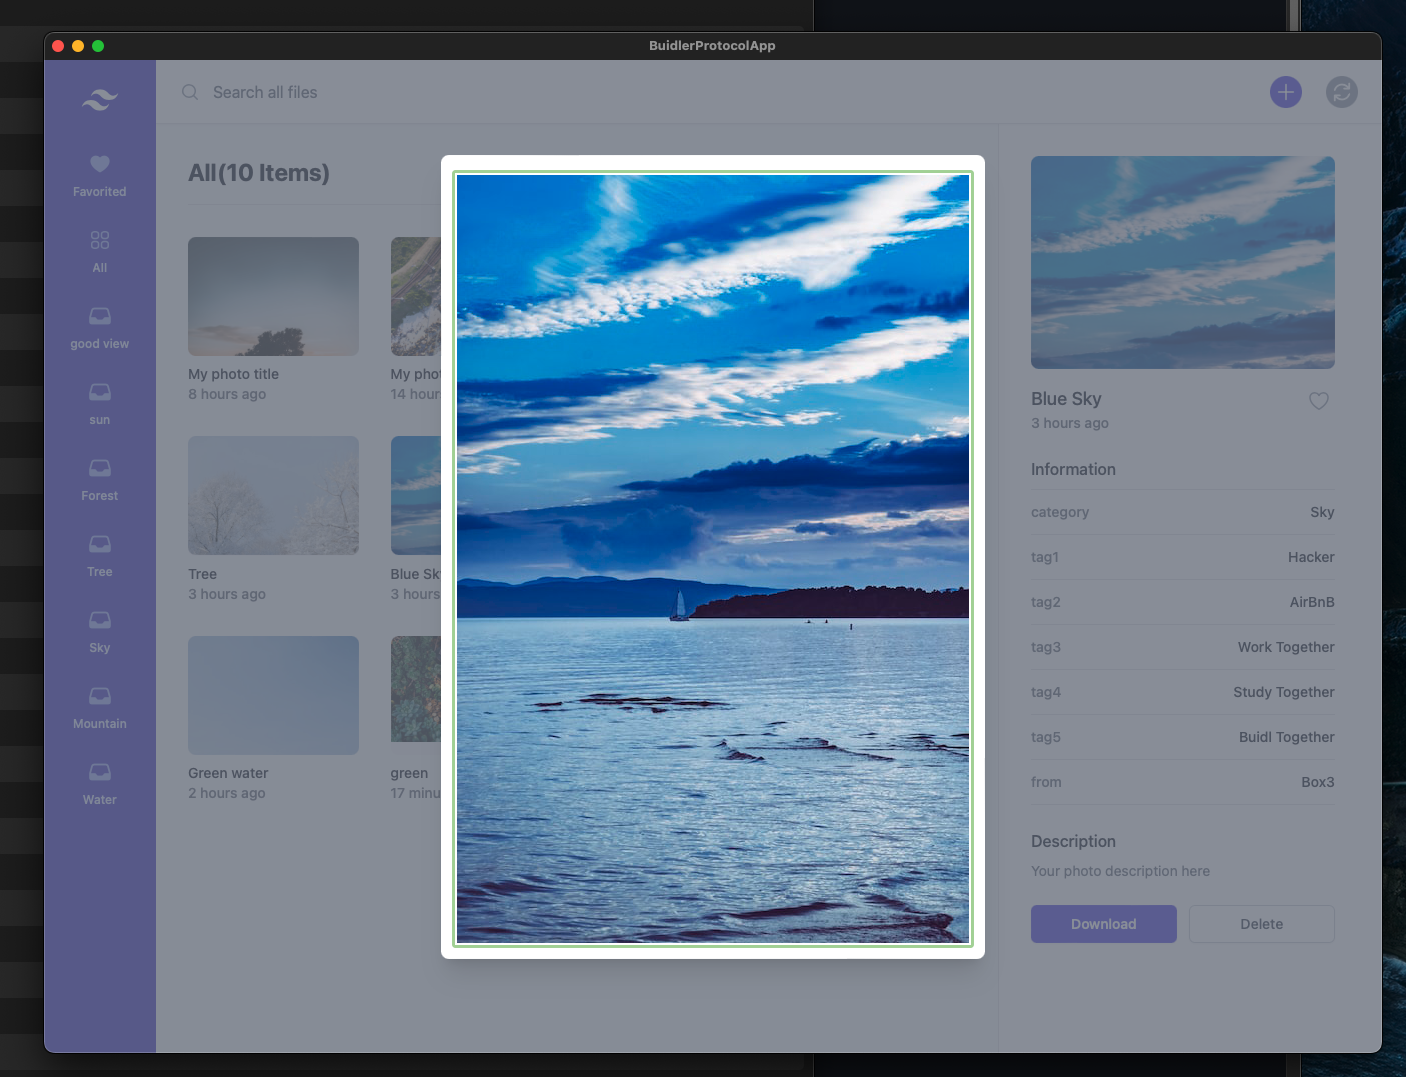 BuidlerProtocolApp
Search all files
Favorited
All
good view
sun
Forest
Tree
Sky
Mountain
Water
All(10 Items)
My photo title
8 hours ago
My phot
14 hour
Tree
3 hours ago
Blue Sk
3 hours
Green water
2 hours ago
green
17 minu
Blue Sky
3 hours ago
Information
category Sky
tag1 Hacker
tag2 AirBnB
tag3 Work Together
tag4 Study Together
tag5 Buidl Together
from Box3
Description
Your photo description here
Download Delete